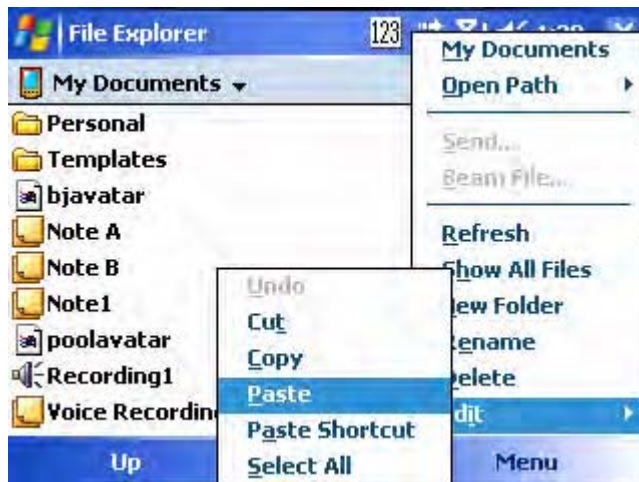 File Explorer 123
My Documents
Personal
Templates
bjavatar
Note A
Note B
Note1
poolavatar
Recording1
Voice
Up
My Documents
Open Path
Send...
Beam File...
Refresh
Show All Files
New Folder
Rename
Delete
Edit
Menu
Undo
Cut
Copy
Paste
Paste Shortcut
Select All